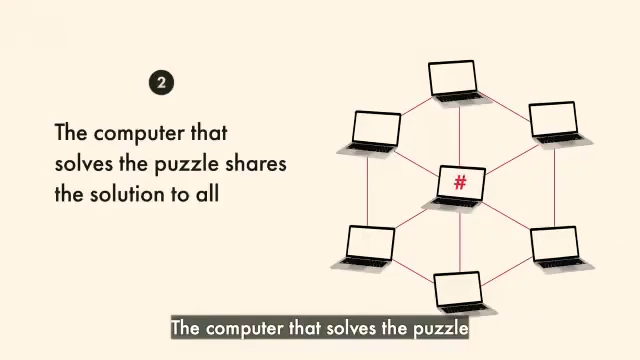 2
The computer that
solves the puzzle shares
the solution to all
#
The computer that solves the puzzle